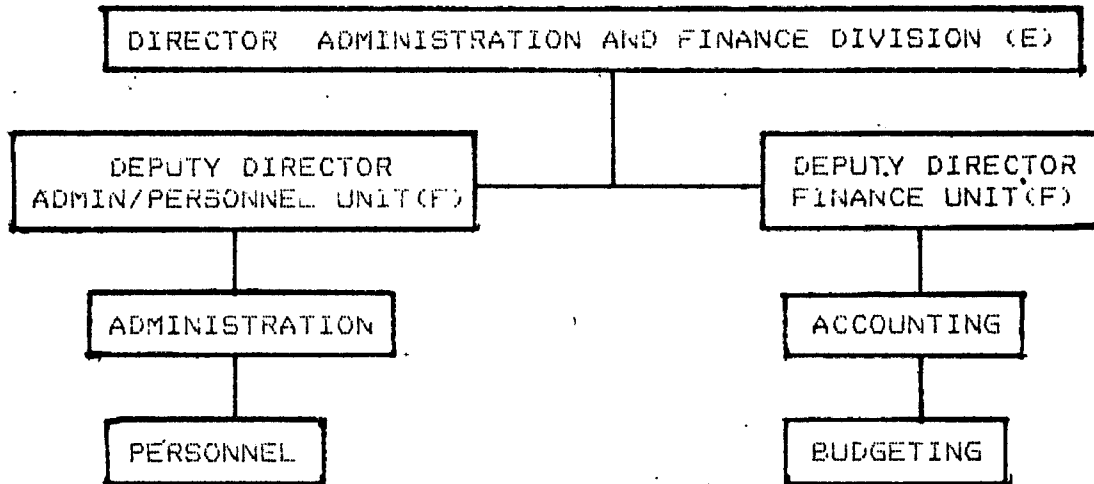 DIRECTOR ADMINISTRATION AND FINANCE DIVISION (E)
DEPUTY DIRECTOR
ADMIN/PERSONNEL UNIT(F)
DEPUTY DIRECTOR
FINANCE UNIT(F)
ADMINISTRATION
ACCOUNTING
PERSONNEL
BUDGETING